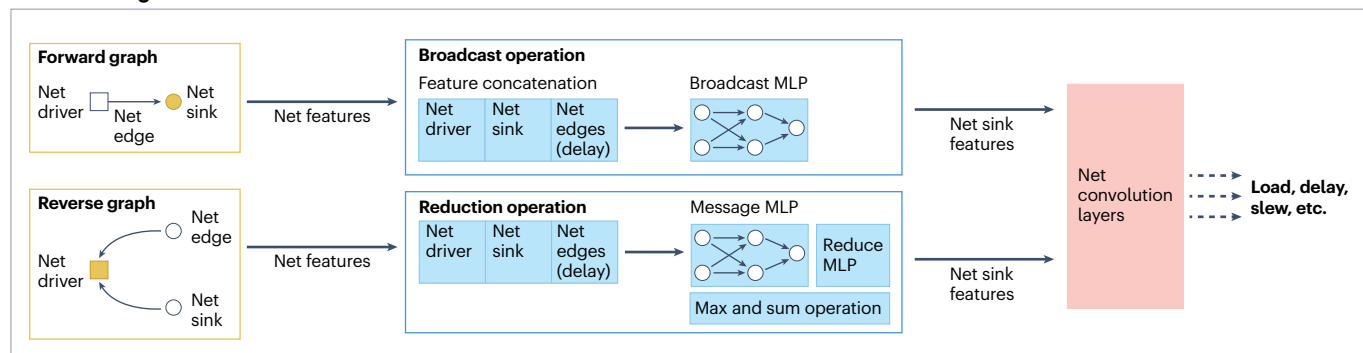 Forward graph
Net
driver
Net
edge
Net
sink
Net features
Broadcast operation
Feature concatenation
Net
driver
Net
sink
Net
edges
(delay)
Broadcast MLP
Net sink
features
Reverse graph
Net
driver
Net
edge
Net
sink
Net features
Reduction operation
Net
driver
Net
sink
Net
edges
(delay)
Message MLP
Reduce
MLP
Max and sum operation
Net sink
features
Net
convolution
layers
Load, delay,
slew, etc.